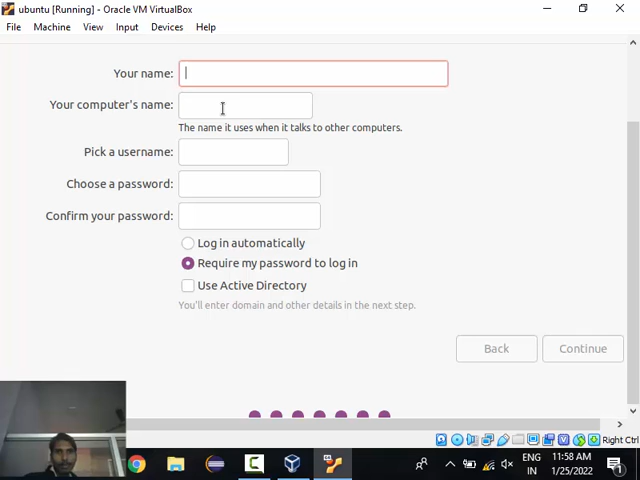 ubuntu [Running] - Oracle VM VirtualBox
File Machine View Input Devices Help
Your name:
Your computer's name:
The name it uses when it talks to other computers.
Pick a username:
Choose a password:
Confirm your password:
Log in automatically
Require my password to log in
Use Active Directory
You'll enter domain and other details in the next step.
Back Continue
Right Ctrl
ENG 11:58 AM
IN 1/25/2022
1